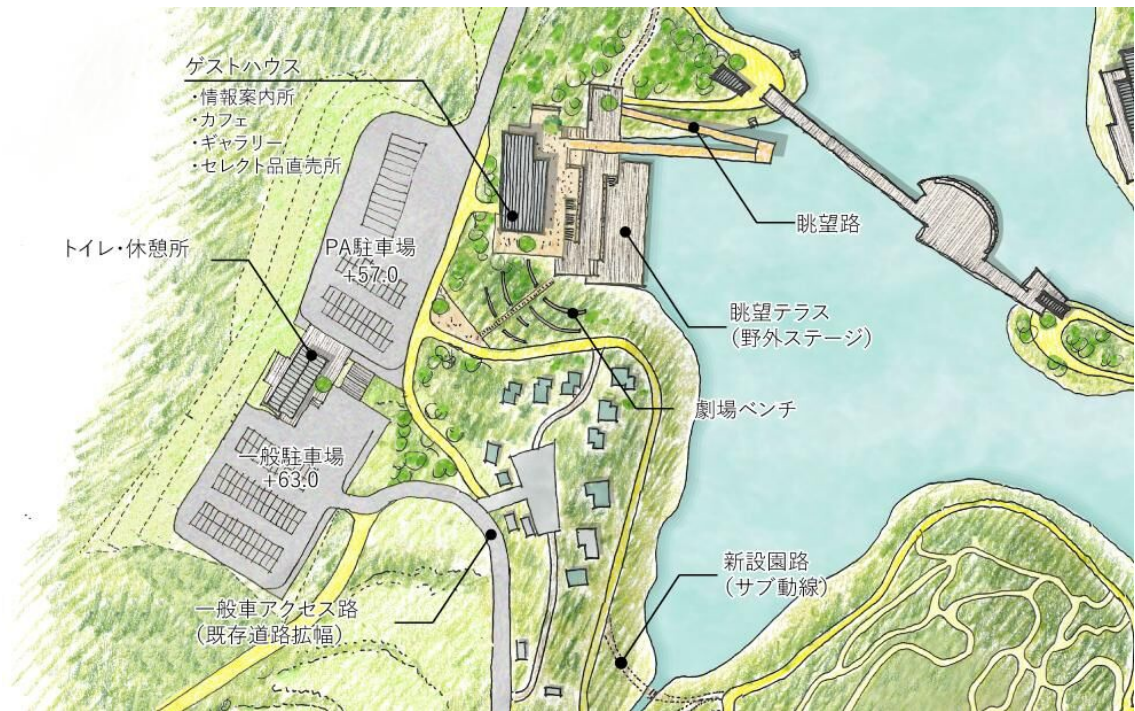 ゲストハウス
・情報案内所
・カフェ
・ギャラリー
・セレクト品直売所
トイレ・休憩所
PA駐車場
+57.0
眺望路
眺望テラス
(野外ステージ)
劇場ベンチ
一般駐車場
+63.0
新設園路
(サブ動線)
一般車アクセス路
(既存道路拡幅)